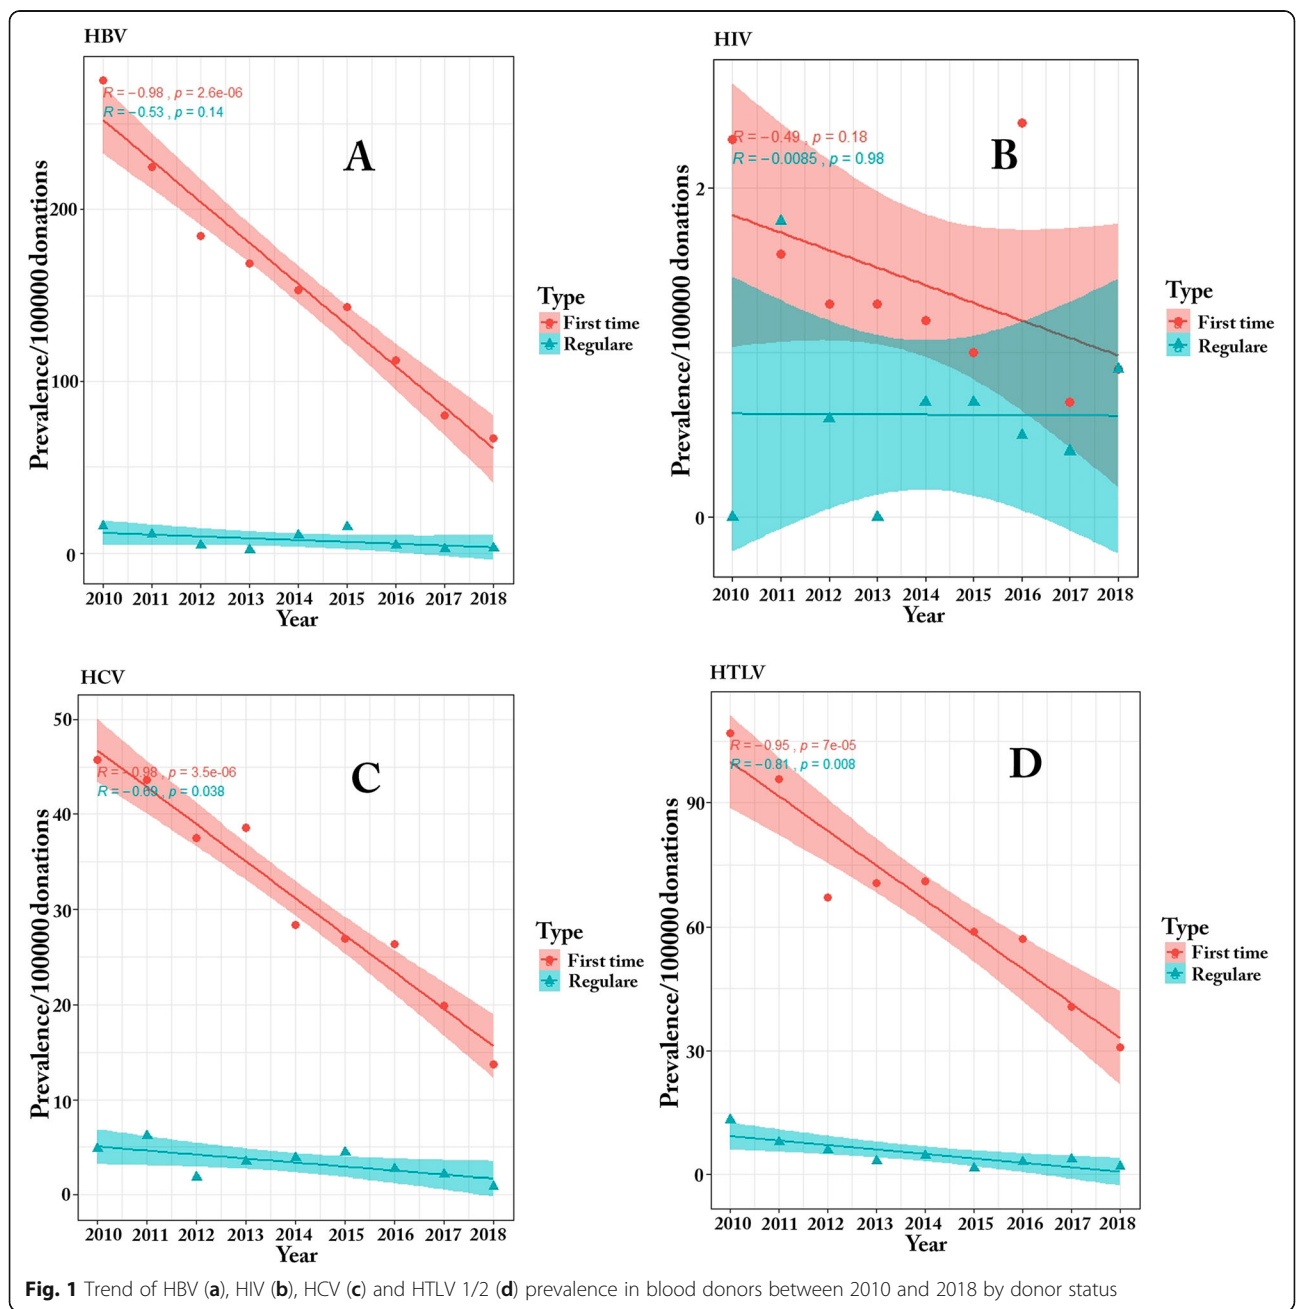 HBV
R = −0.98 , p = 2.6e-06
R = −0.53 , p = 0.14
A
Prevalence/100000 donations
200
100
0
2010 2011 2012 2013 2014 2015 2016 2017 2018
Year
Type
First time
Regulare
HIV
R = −0.49 , p = 0.18
R = −0.0085 , p = 0.98
B
Prevalence/100000 donations
2
0
2010 2011 2012 2013 2014 2015 2016 2017 2018
Year
Type
First time
Regulare
HCV
R = −0.98 , p = 3.5e-06
R = −0.69 , p = 0.038
C
Prevalence/100000 donations
50
40
30
20
10
0
2010 2011 2012 2013 2014 2015 2016 2017 2018
Year
Type
First time
Regulare
HTLV
R = −0.95 , p = 7e-05
R = −0.81 , p = 0.008
D
Prevalence/100000 donations
90
60
30
0
2010 2011 2012 2013 2014 2015 2016 2017 2018
Year
Type
First time
Regulare
Fig. 1 Trend of HBV (a), HIV (b), HCV (c) and HTLV 1/2 (d) prevalence in blood donors between 2010 and 2018 by donor status